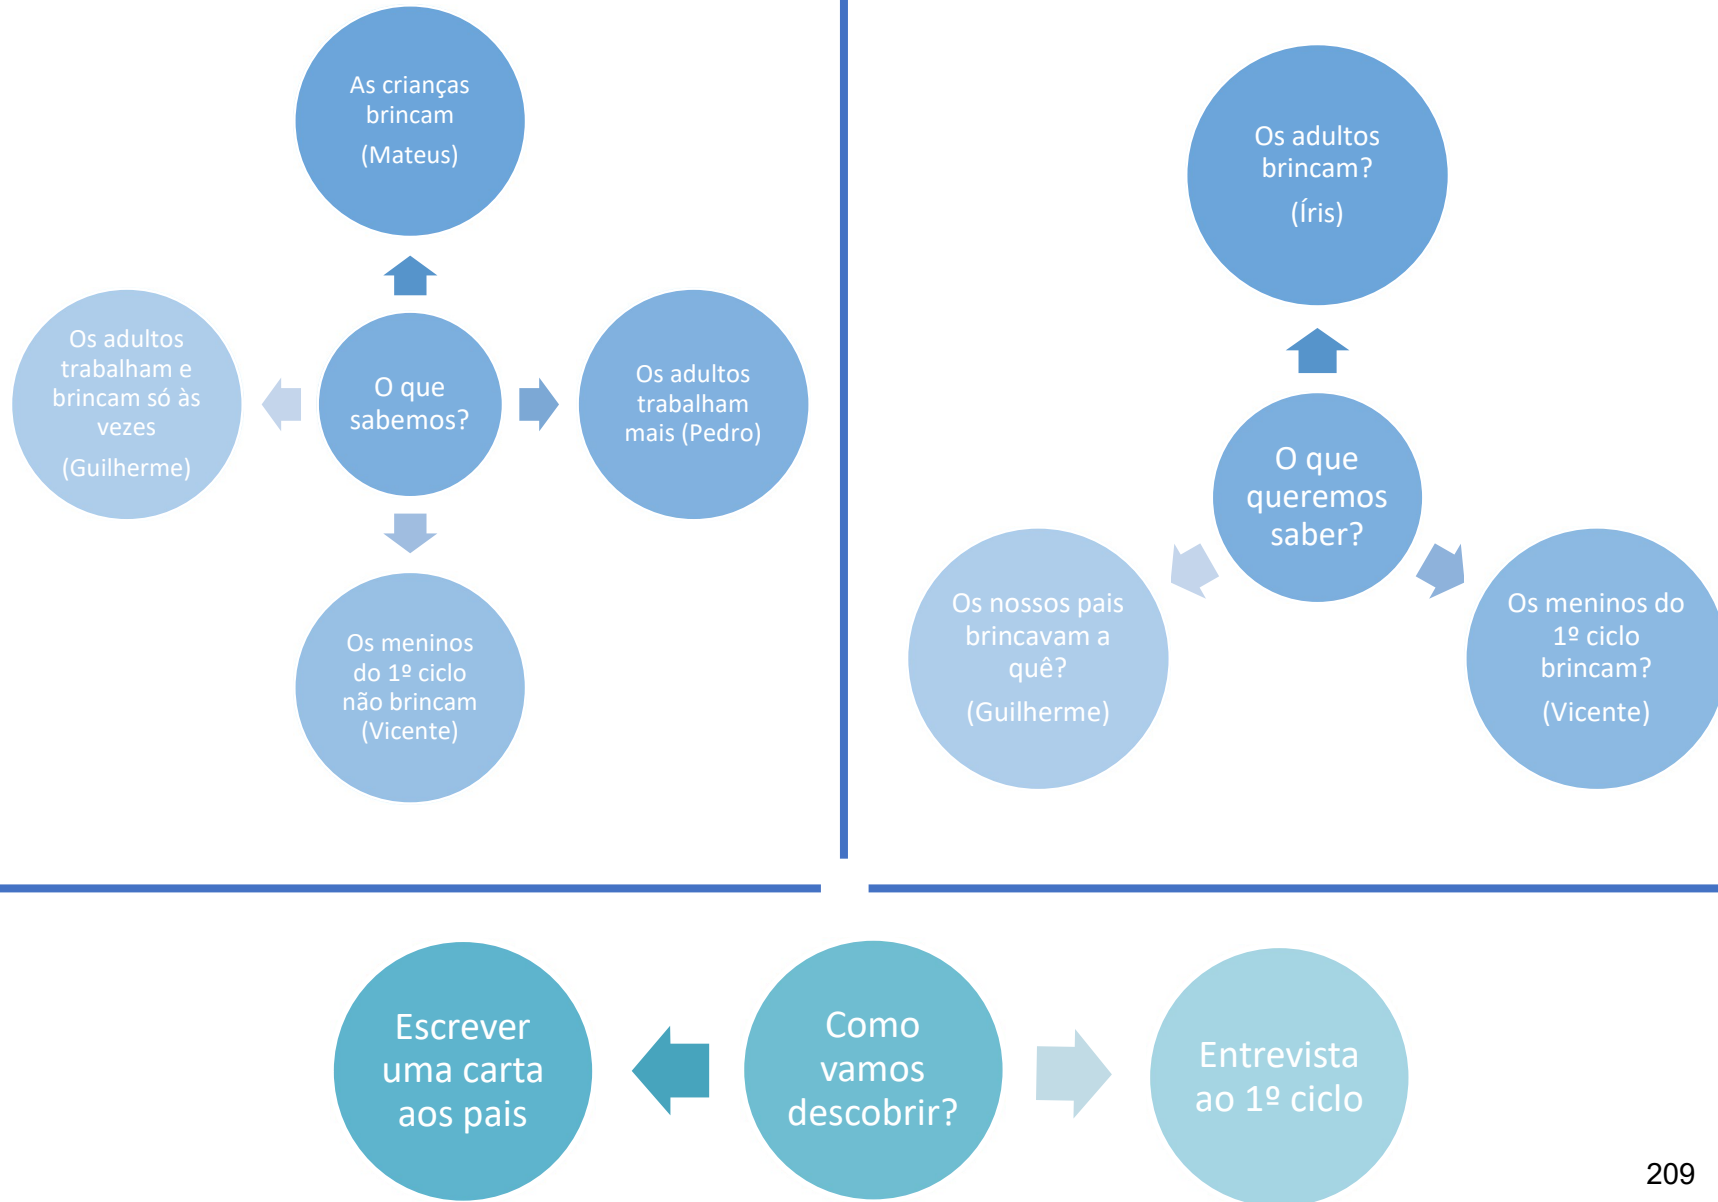 As crianças
brincam
(Mateus)
Os adultos
trabalham e
brincam só às
vezes
(Guilherme)
O que
sabemos?
Os adultos
trabalham
mais (Pedro)
Os meninos
do 1º ciclo
não brincam
(Vicente)
Os adultos
brincam?
(Íris)
O que
queremos
saber?
Os nossos pais
brincavam a
quê?
(Guilherme)
Os meninos do
1º ciclo
brincam?
(Vicente)
Escrever
uma carta
aos pais
Como
vamos
descobrir?
Entrevista
ao 1º ciclo
209